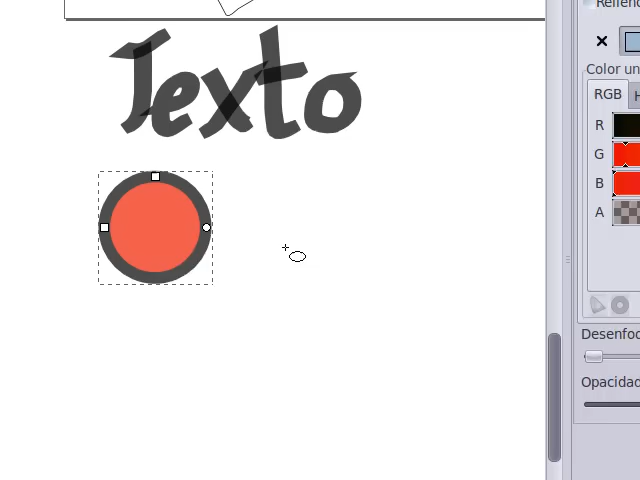 Relleno
Texto
Color un
RGB
H
R
G
B
A
Desenfoc
Opacidad